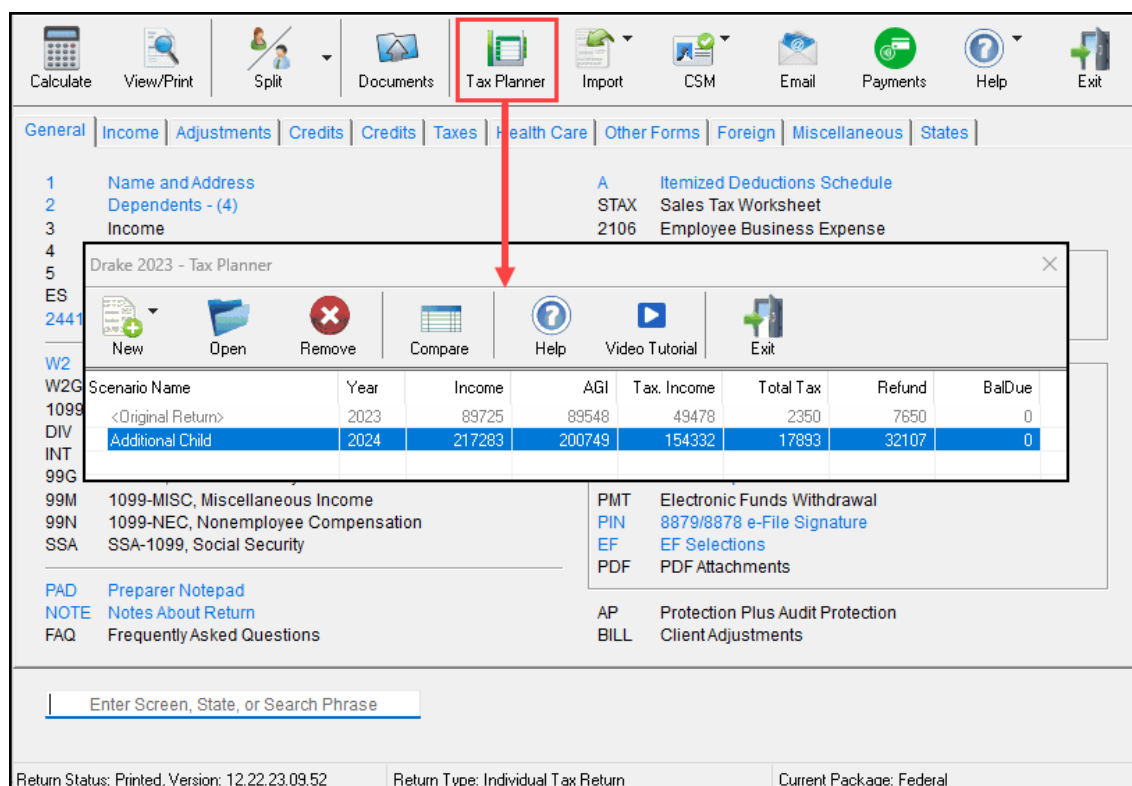 Calculate View/Print Split Documents Tax Planner Import CSM Email Payments Help Exit
General Income Adjustments Credits Credits Taxes Health Care Other Forms Foreign Miscellaneous States
1 Name and Address
2 Dependents - (4)
3 Income
4
5
ES
2441
W2
W2G
1099
DIV
INT
99G
99M 1099-MISC, Miscellaneous Income
99N 1099-NEC, Nonemployee Compensation
SSA SSA-1099, Social Security
PAD Preparer Notepad
NOTE Notes About Return
FAQ Frequently Asked Questions
A Itemized Deductions Schedule
STAX Sales Tax Worksheet
2106 Employee Business Expense
Drake 2023 - Tax Planner
New Open Remove Compare Help Video Tutorial Exit
Scenario Name Year Income AGI Tax. Income Total Tax Refund BalDue
<Original Return> 2023 89725 89548 49478 2350 7650 0
Additional Child 2024 217283 200749 154332 17893 32107 0
PMT Electronic Funds Withdrawal
PIN 8879/8878 e-File Signature
EF EF Selections
PDF PDF Attachments
AP Protection Plus Audit Protection
BILL Client Adjustments
Enter Screen, State, or Search Phrase
Return Status: Printed, Version: 12.22.23.09.52 Return Type: Individual Tax Return Current Package: Federal